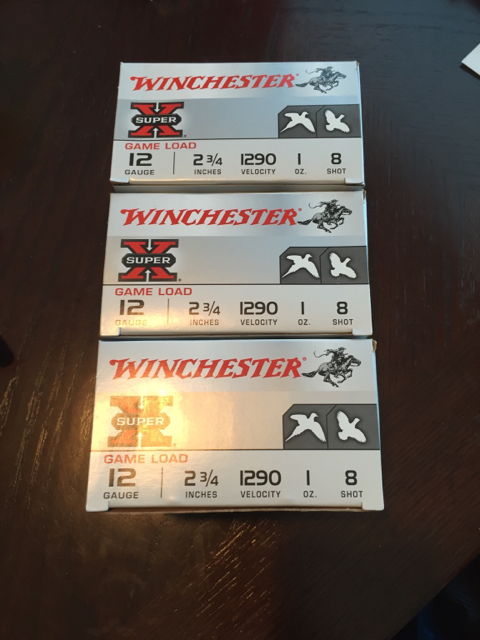 WINCHESTER®
SUPER X®
GAME LOAD
12 2 3/4 1290 1 8
GAUGE INCHES VELOCITY OZ. SHOT
WINCHESTER®
SUPER X®
GAME LOAD
12 2 3/4 1290 1 8
GAUGE INCHES VELOCITY OZ. SHOT
WINCHESTER®
SUPER X
GAME LOAD
12 2 3/4 1290 1 8
GAUGE INCHES VELOCITY OZ. SHOT